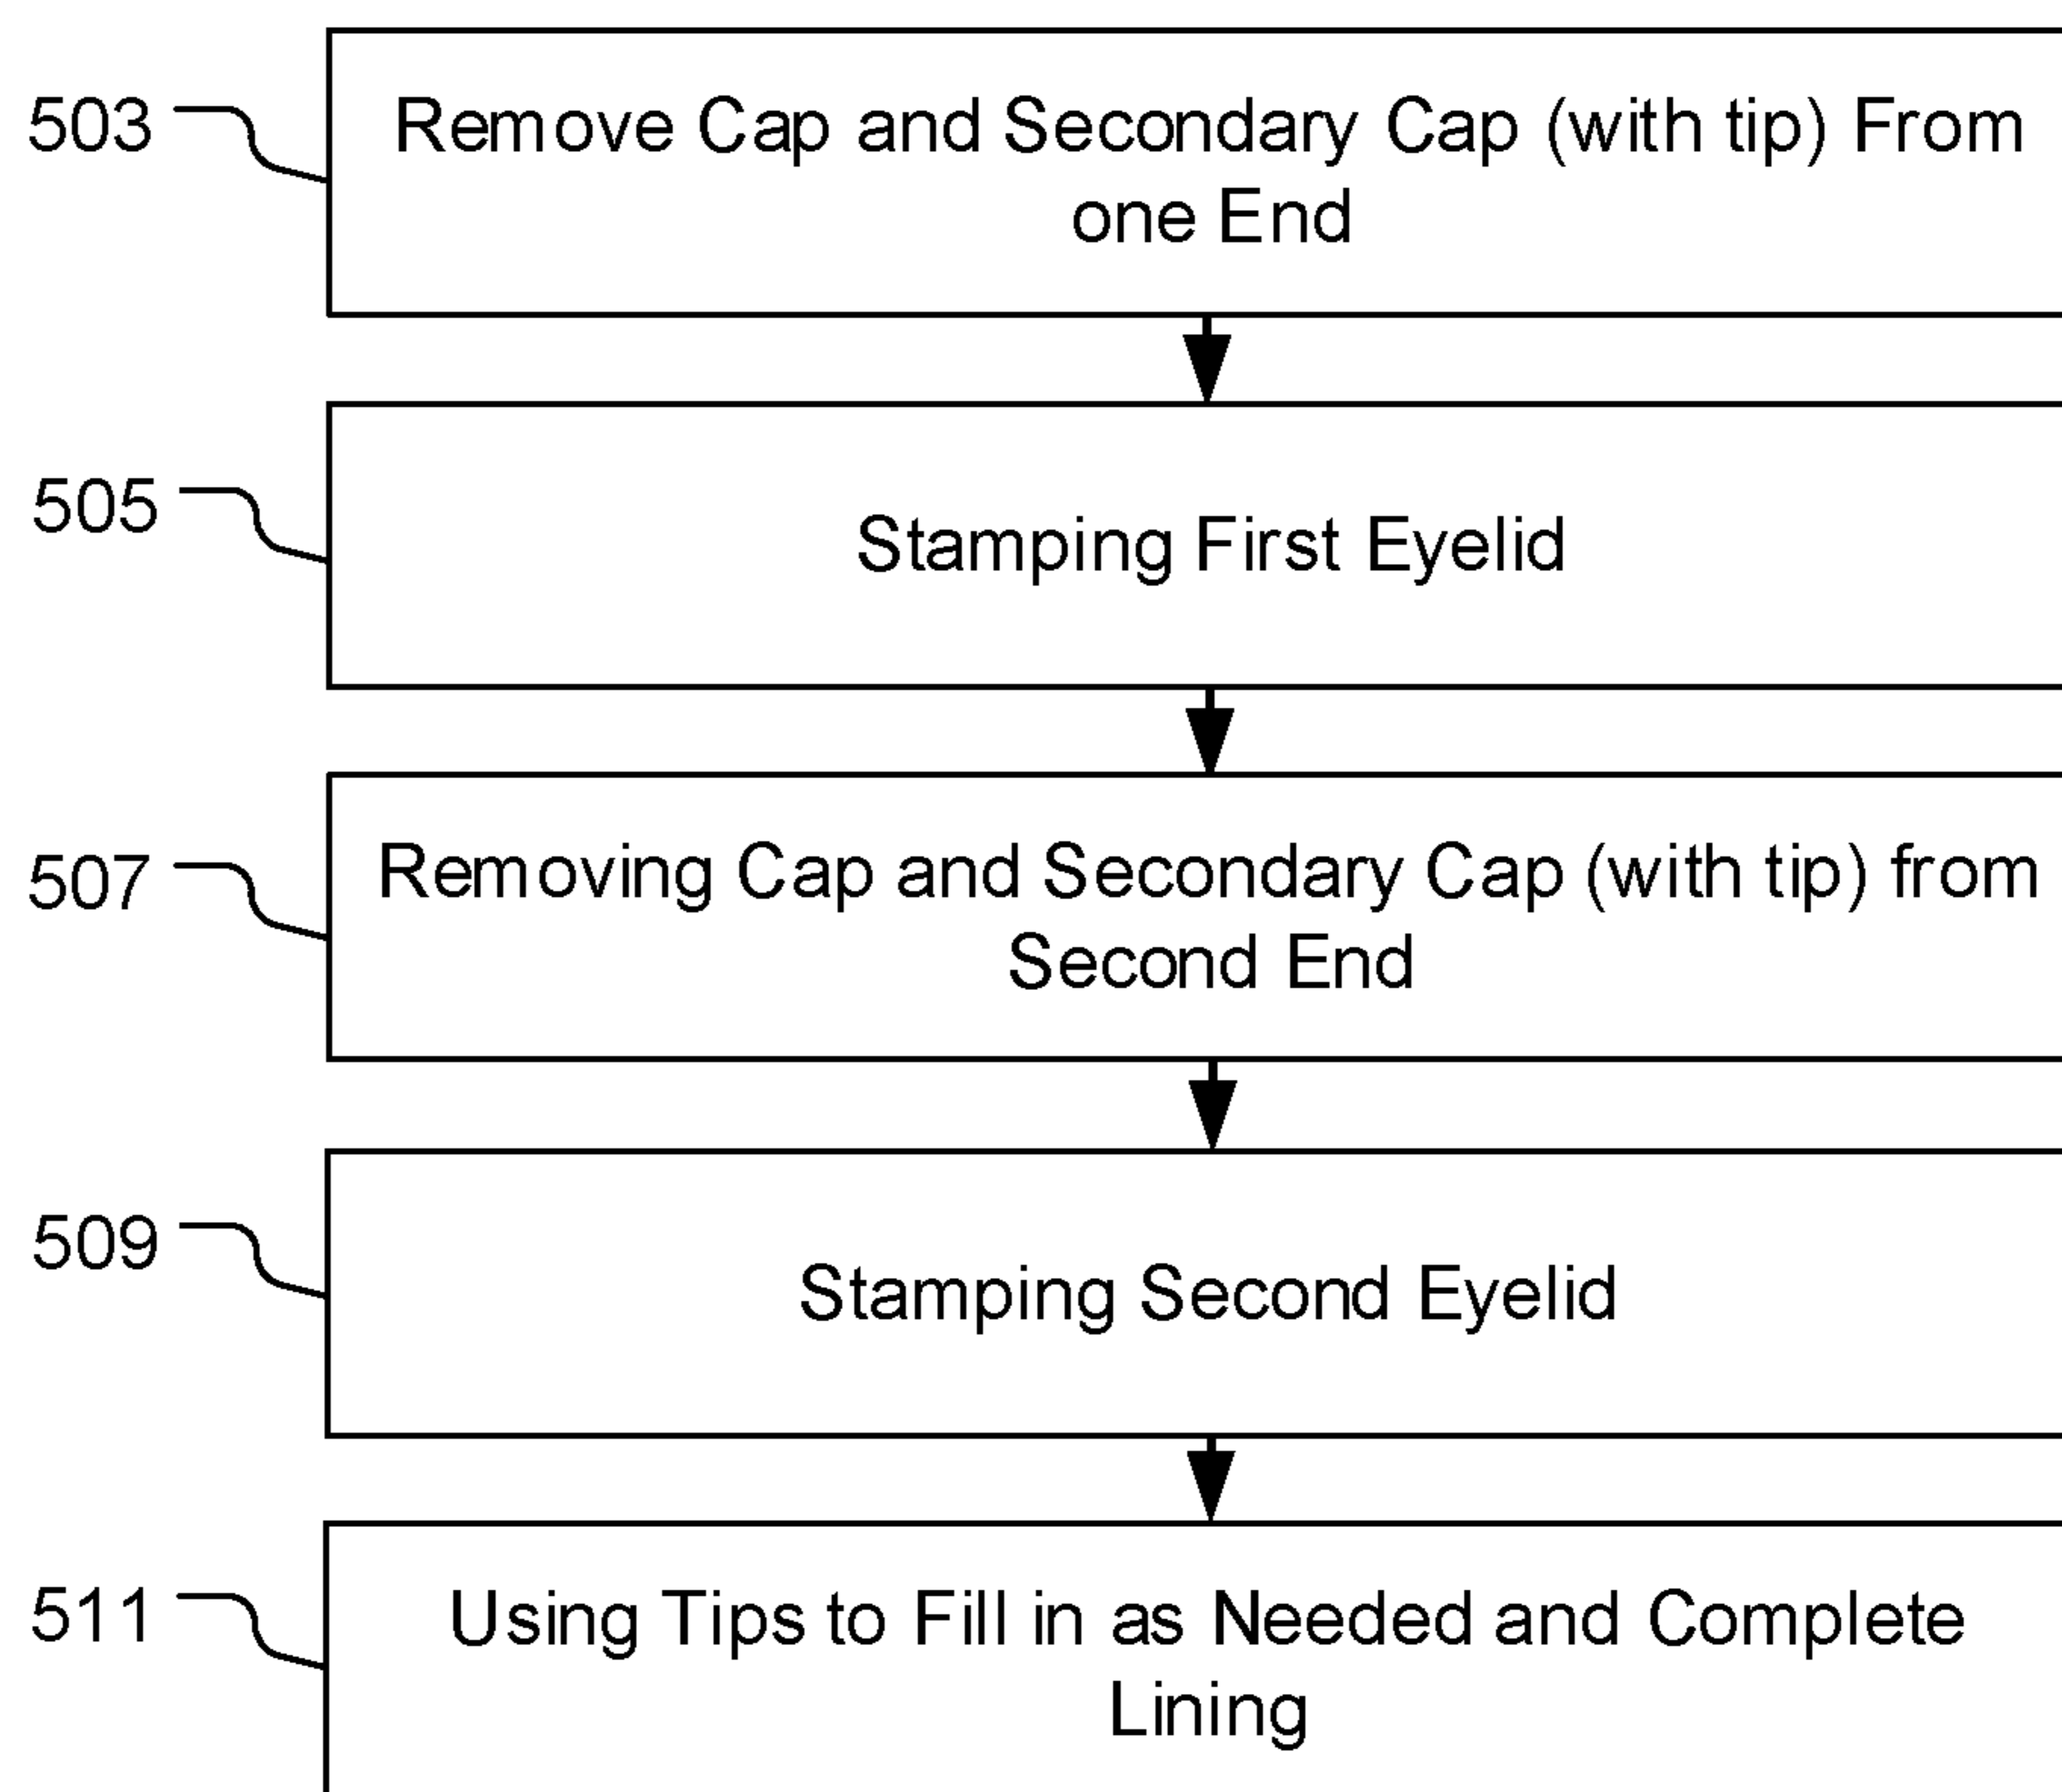 503
Remove Cap and Secondary Cap (with tip) From
one End
505
Stamping First Eyelid
507
Removing Cap and Secondary Cap (with tip) from
Second End
509
Stamping Second Eyelid
511
Using Tips to Fill in as Needed and Complete
Lining